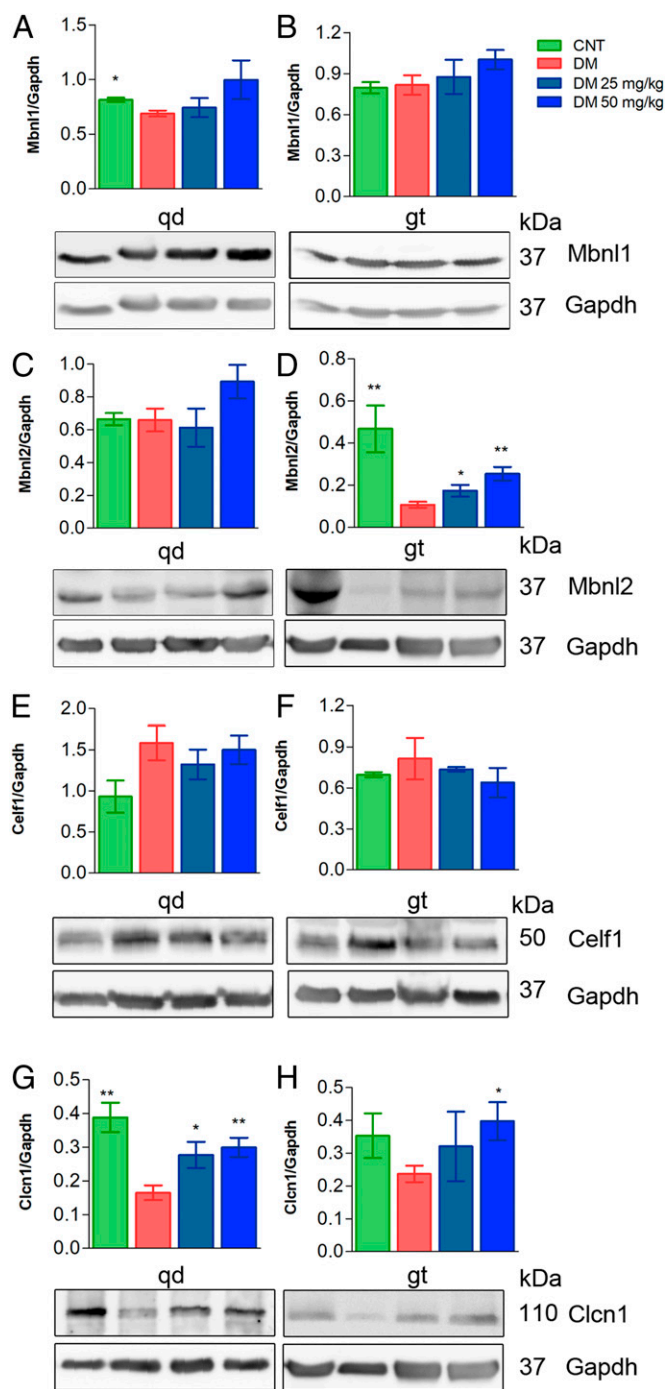 A
B
Mbnl1/Gapdh
1.5
1.0
0.5
0.0
*
Mbnl1/Gapdh
1.2
0.9
0.6
0.3
0.0
CNT
DM
DM 25 mg/kg
DM 50 mg/kg
qd
gt
kDa
37 Mbnl1
37 Gapdh
C
D
Mbnl2/Gapdh
1.0
0.8
0.6
0.4
0.2
0.0
Mbnl2/Gapdh
0.8
0.6
0.4
0.2
0.0
**
*
**
qd
gt
kDa
37 Mbnl2
37 Gapdh
E
F
Celf1/Gapdh
2.0
1.5
1.0
0.5
0.0
Celf1/Gapdh
1.2
0.9
0.6
0.3
0.0
qd
gt
kDa
50 Celf1
37 Gapdh
G
H
Clcn1/Gapdh
0.5
0.4
0.3
0.2
0.1
0.0
**
*
**
Clcn1/Gapdh
0.5
0.4
0.3
0.2
0.1
0.0
*
qd
gt
kDa
110 Clcn1
37 Gapdh